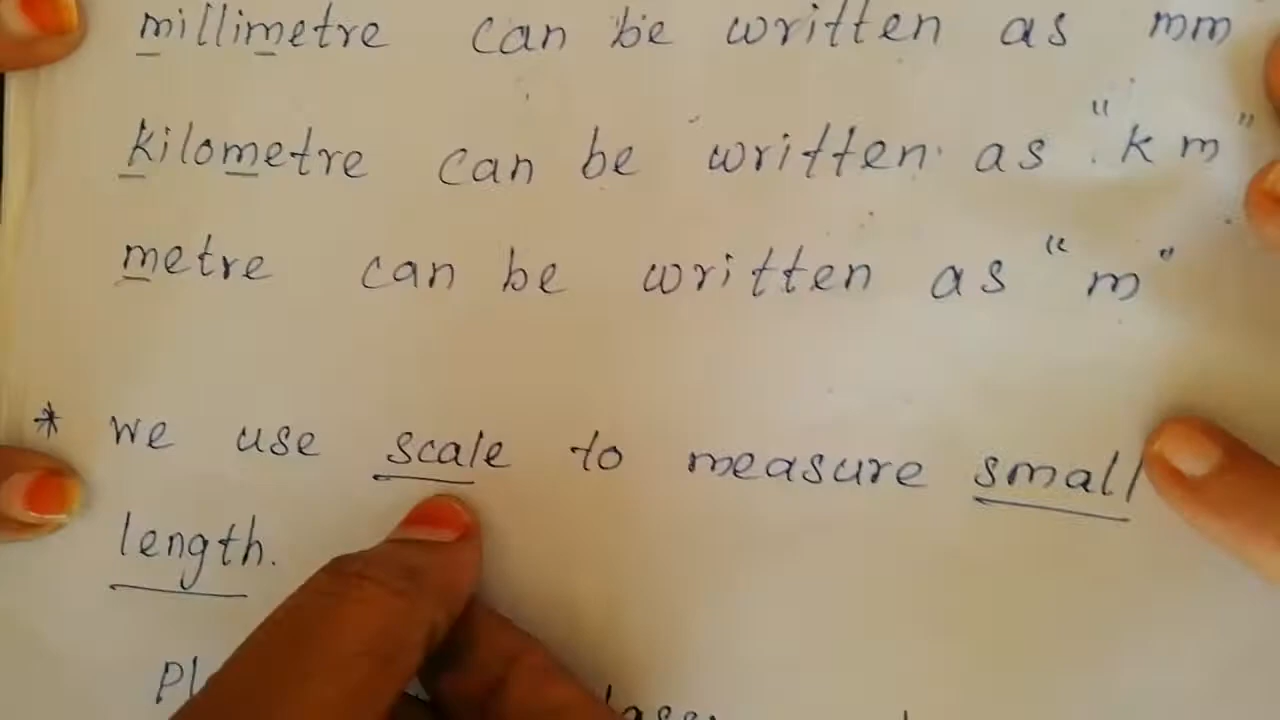 millimetre can be written as mm
kilometre can be written as "km"
metre can be written as "m"
* we use scale to measure small
length.